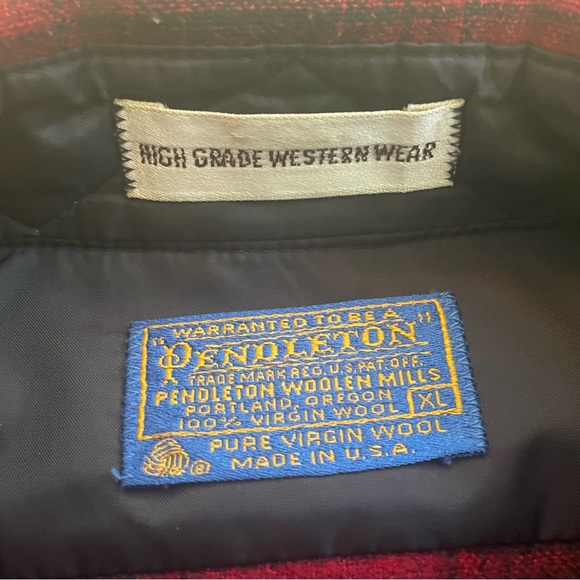 HIGH GRADE WESTERN WEAR
"WARRANTED TO BE A
PENDLETON"
TRADE MARK REG. U.S. PAT. OFF.
PENDLETON WOOLEN MILLS
PORTLAND, OREGON
100% VIRGIN WOOL XL
PURE VIRGIN WOOL
® MADE IN U.S.A.